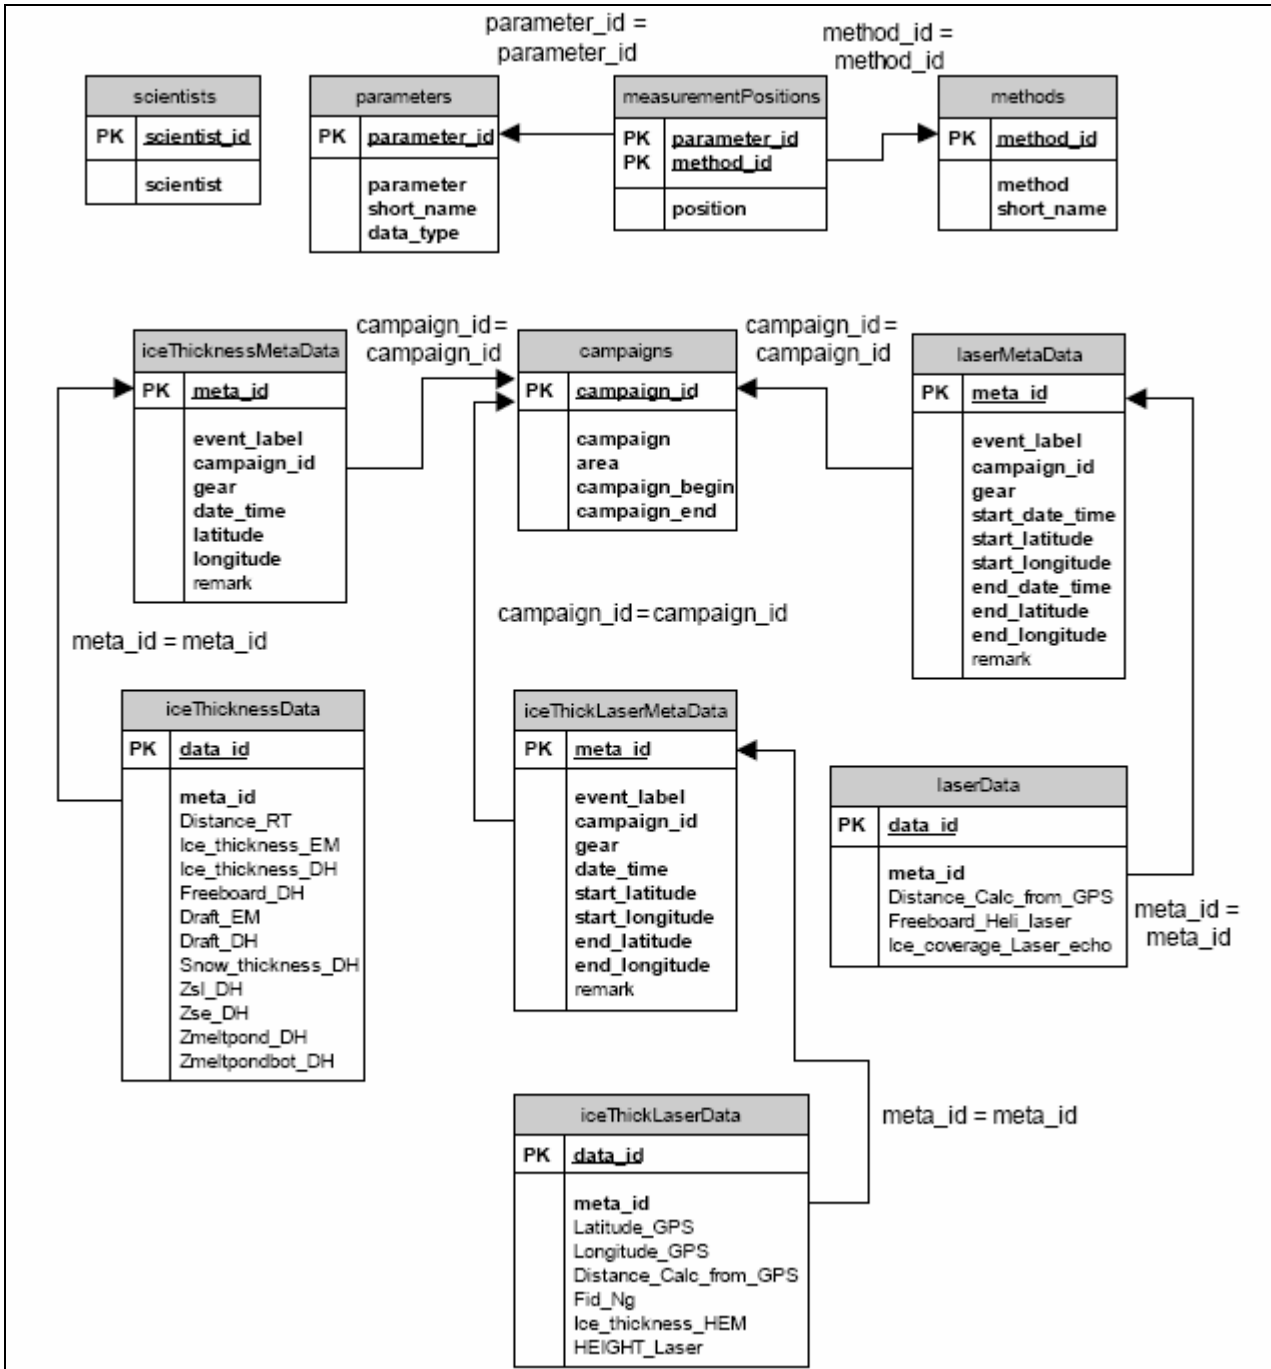 parameter_id =
parameter_id
method_id =
method_id
scientists
PK scientist_id
scientist
parameters
PK parameter_id
parameter
short_name
data_type
measurementPositions
PK parameter_id
PK method_id
position
methods
PK method_id
method
short_name
iceThicknessMetaData
PK meta_id
event_label
campaign_id
gear
date_time
latitude
longitude
remark
campaign_id =
campaign_id
campaigns
PK campaign_id
campaign
area
campaign_begin
campaign_end
campaign_id =
campaign_id
laserMetaData
PK meta_id
event_label
campaign_id
gear
start_date_time
start_latitude
start_longitude
end_date_time
end_latitude
end_longitude
remark
meta_id = meta_id
campaign_id = campaign_id
iceThicknessData
PK data_id
meta_id
Distance_RT
Ice_thickness_EM
Ice_thickness_DH
Freeboard_DH
Draft_EM
Draft_DH
Snow_thickness_DH
Zsl_DH
Zse_DH
Zmeltpond_DH
Zmeltpondbot_DH
iceThickLaserMetaData
PK meta_id
event_label
campaign_id
gear
date_time
start_latitude
start_longitude
end_latitude
end_longitude
remark
laserData
PK data_id
meta_id
Distance_Calc_from_GPS
Freeboard_Heli_laser
Ice_coverage_Laser_echo
meta_id =
meta_id
iceThickLaserData
PK data_id
meta_id
Latitude_GPS
Longitude_GPS
Distance_Calc_from_GPS
Fid_Ng
Ice_thickness_HEM
HEIGHT_Laser
meta_id = meta_id